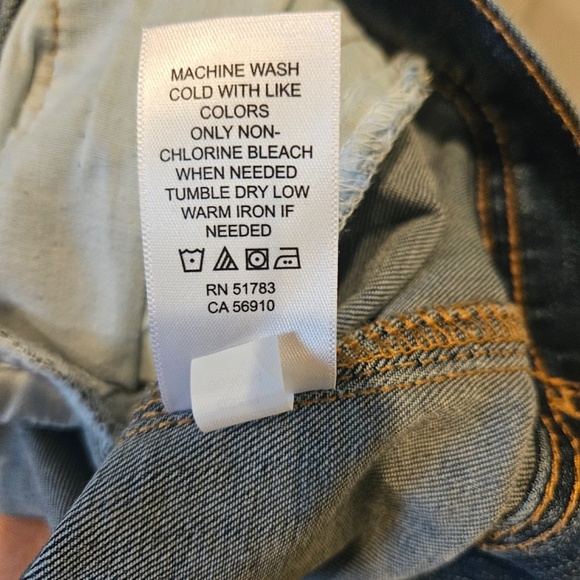 MACHINE WASH
COLD WITH LIKE
COLORS
ONLY NON-
CHLORINE BLEACH
WHEN NEEDED
TUMBLE DRY LOW
WARM IRON IF
NEEDED
RN 51783
CA 56910